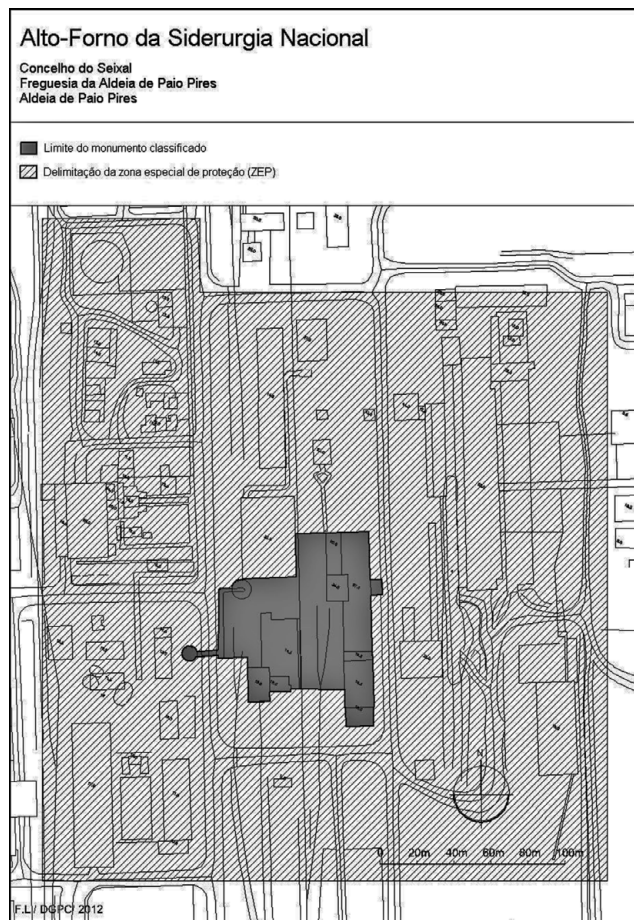 Alto-Forno da Siderurgia Nacional
Concelho do Seixal
Freguesia da Aldeia de Paio Pires
Aldeia de Paio Pires
Limite do monumento classificado
Delimitação da zona especial de proteção (ZEP)
N
0 20m 40m 60m 80m 100m
F.L./ DGPC/ 2012